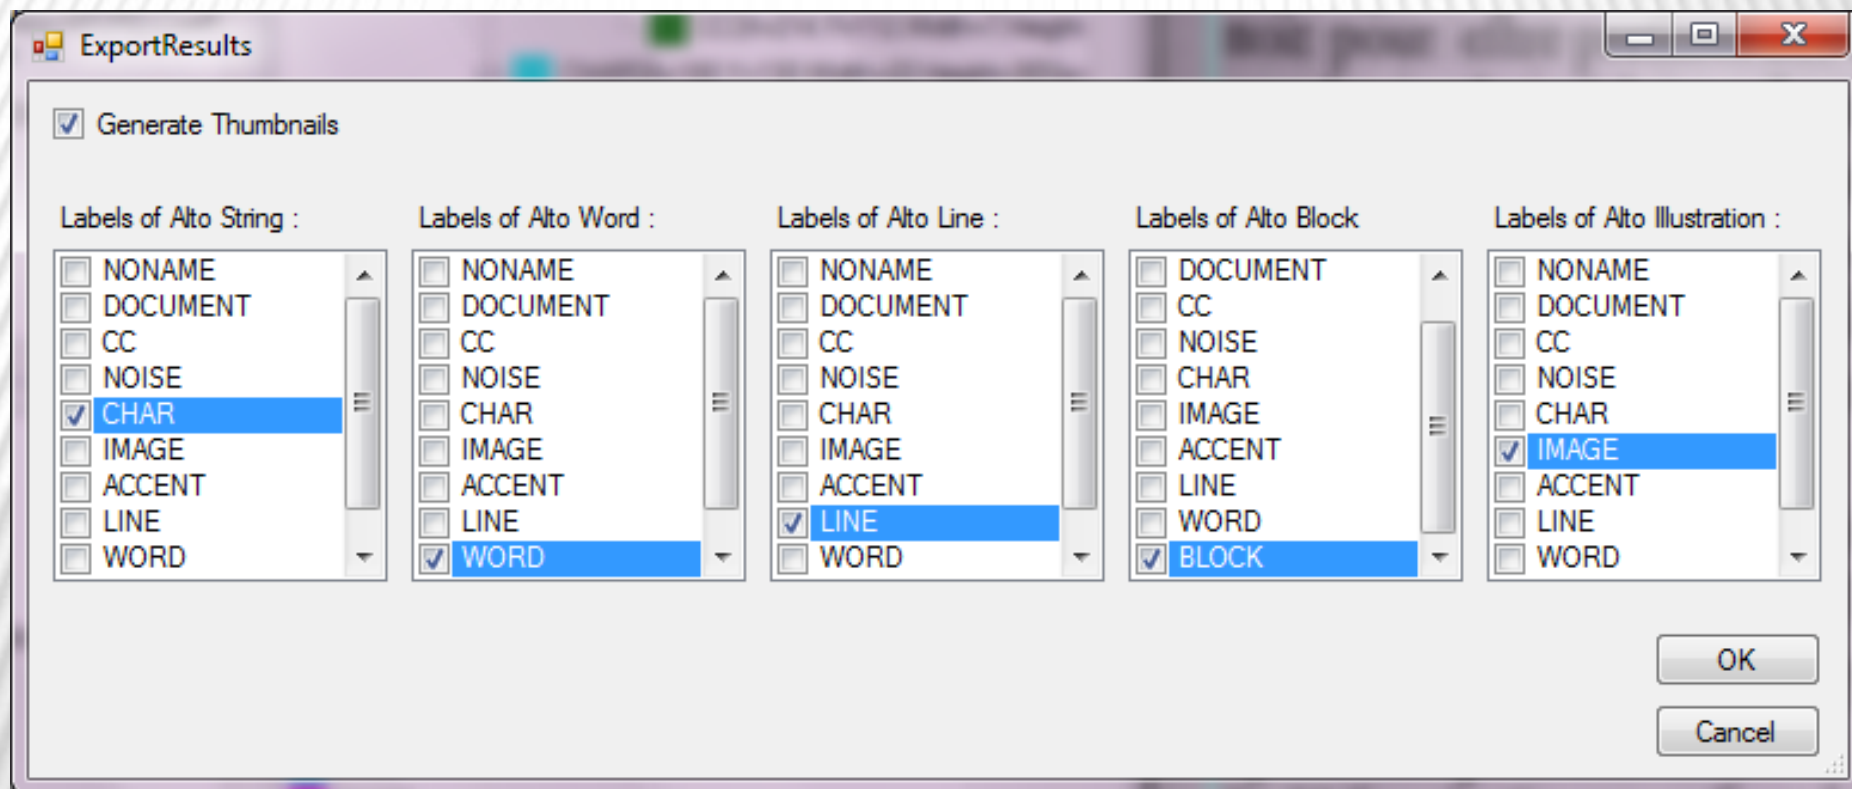 ExportResults
Generate Thumbnails
Labels of Alto String :
NONAME
DOCUMENT
CC
NOISE
CHAR
IMAGE
ACCENT
LINE
WORD
Labels of Alto Word :
NONAME
DOCUMENT
CC
NOISE
CHAR
IMAGE
ACCENT
LINE
WORD
Labels of Alto Line :
NONAME
DOCUMENT
CC
NOISE
CHAR
IMAGE
ACCENT
LINE
WORD
Labels of Alto Block
DOCUMENT
CC
NOISE
CHAR
IMAGE
ACCENT
LINE
WORD
BLOCK
Labels of Alto Illustration :
NONAME
DOCUMENT
CC
NOISE
CHAR
IMAGE
ACCENT
LINE
WORD
OK
Cancel